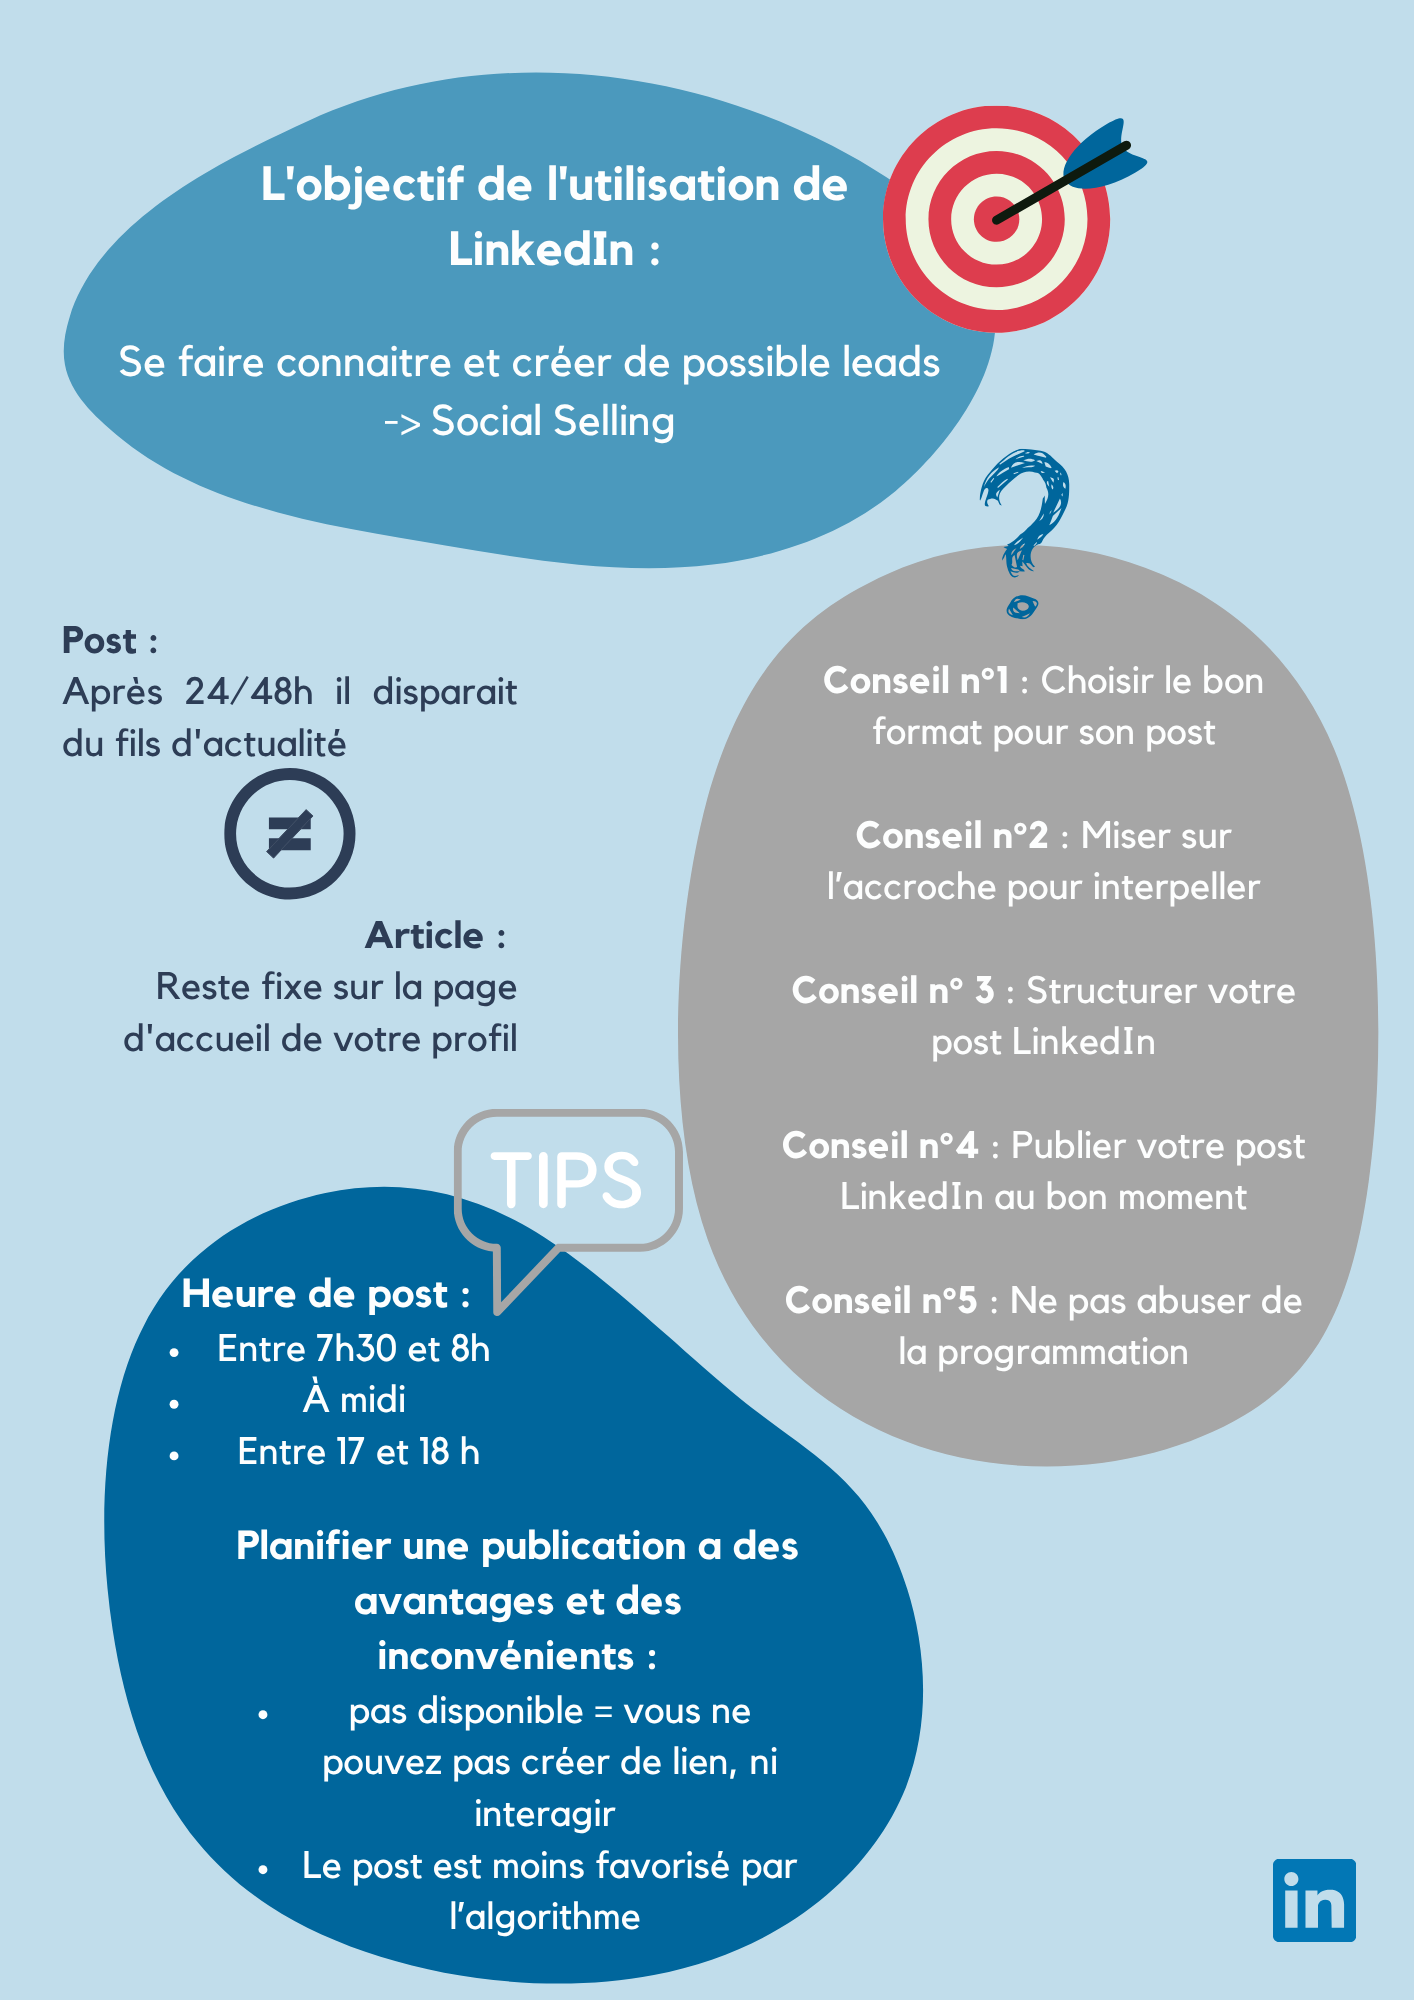 L'objectif de l'utilisation de
LinkedIn :
Se faire connaitre et créer de possible leads
-> Social Selling
Post :
Après 24/48h il disparait
du fils d'actualité
≠
Article :
Reste fixe sur la page
d'accueil de votre profil
?
Conseil n°1 : Choisir le bon
format pour son post
Conseil n°2 : Miser sur
l’accroche pour interpeller
Conseil n° 3 : Structurer votre
post LinkedIn
Conseil n°4 : Publier votre post
LinkedIn au bon moment
Conseil n°5 : Ne pas abuser de
la programmation
TIPS
Heure de post :
• Entre 7h30 et 8h
• À midi
• Entre 17 et 18 h
Planifier une publication a des
avantages et des
inconvénients :
• pas disponible = vous ne
pouvez pas créer de lien, ni
interagir
• Le post est moins favorisé par
l’algorithme
in